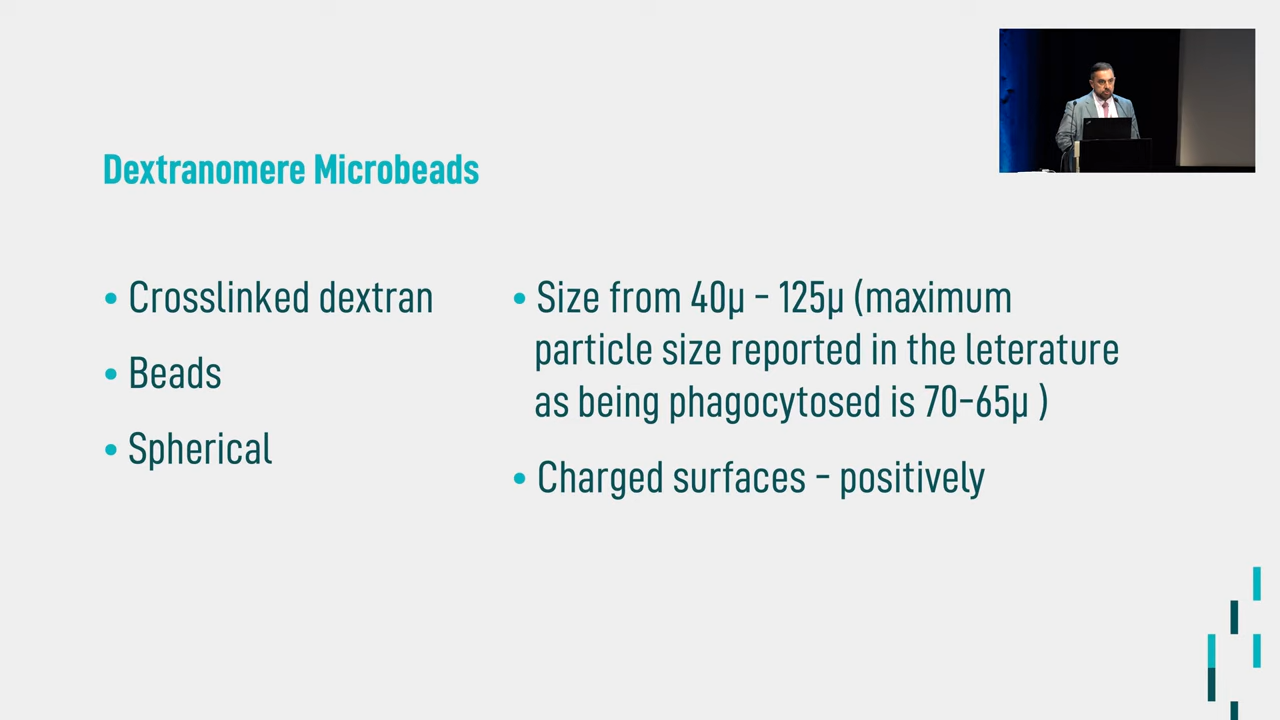 Dextranomere Microbeads
• Crosslinked dextran
• Beads
• Spherical
• Size from 40µ - 125µ (maximum
particle size reported in the leterature
as being phagocytosed is 70-65µ )
• Charged surfaces - positively